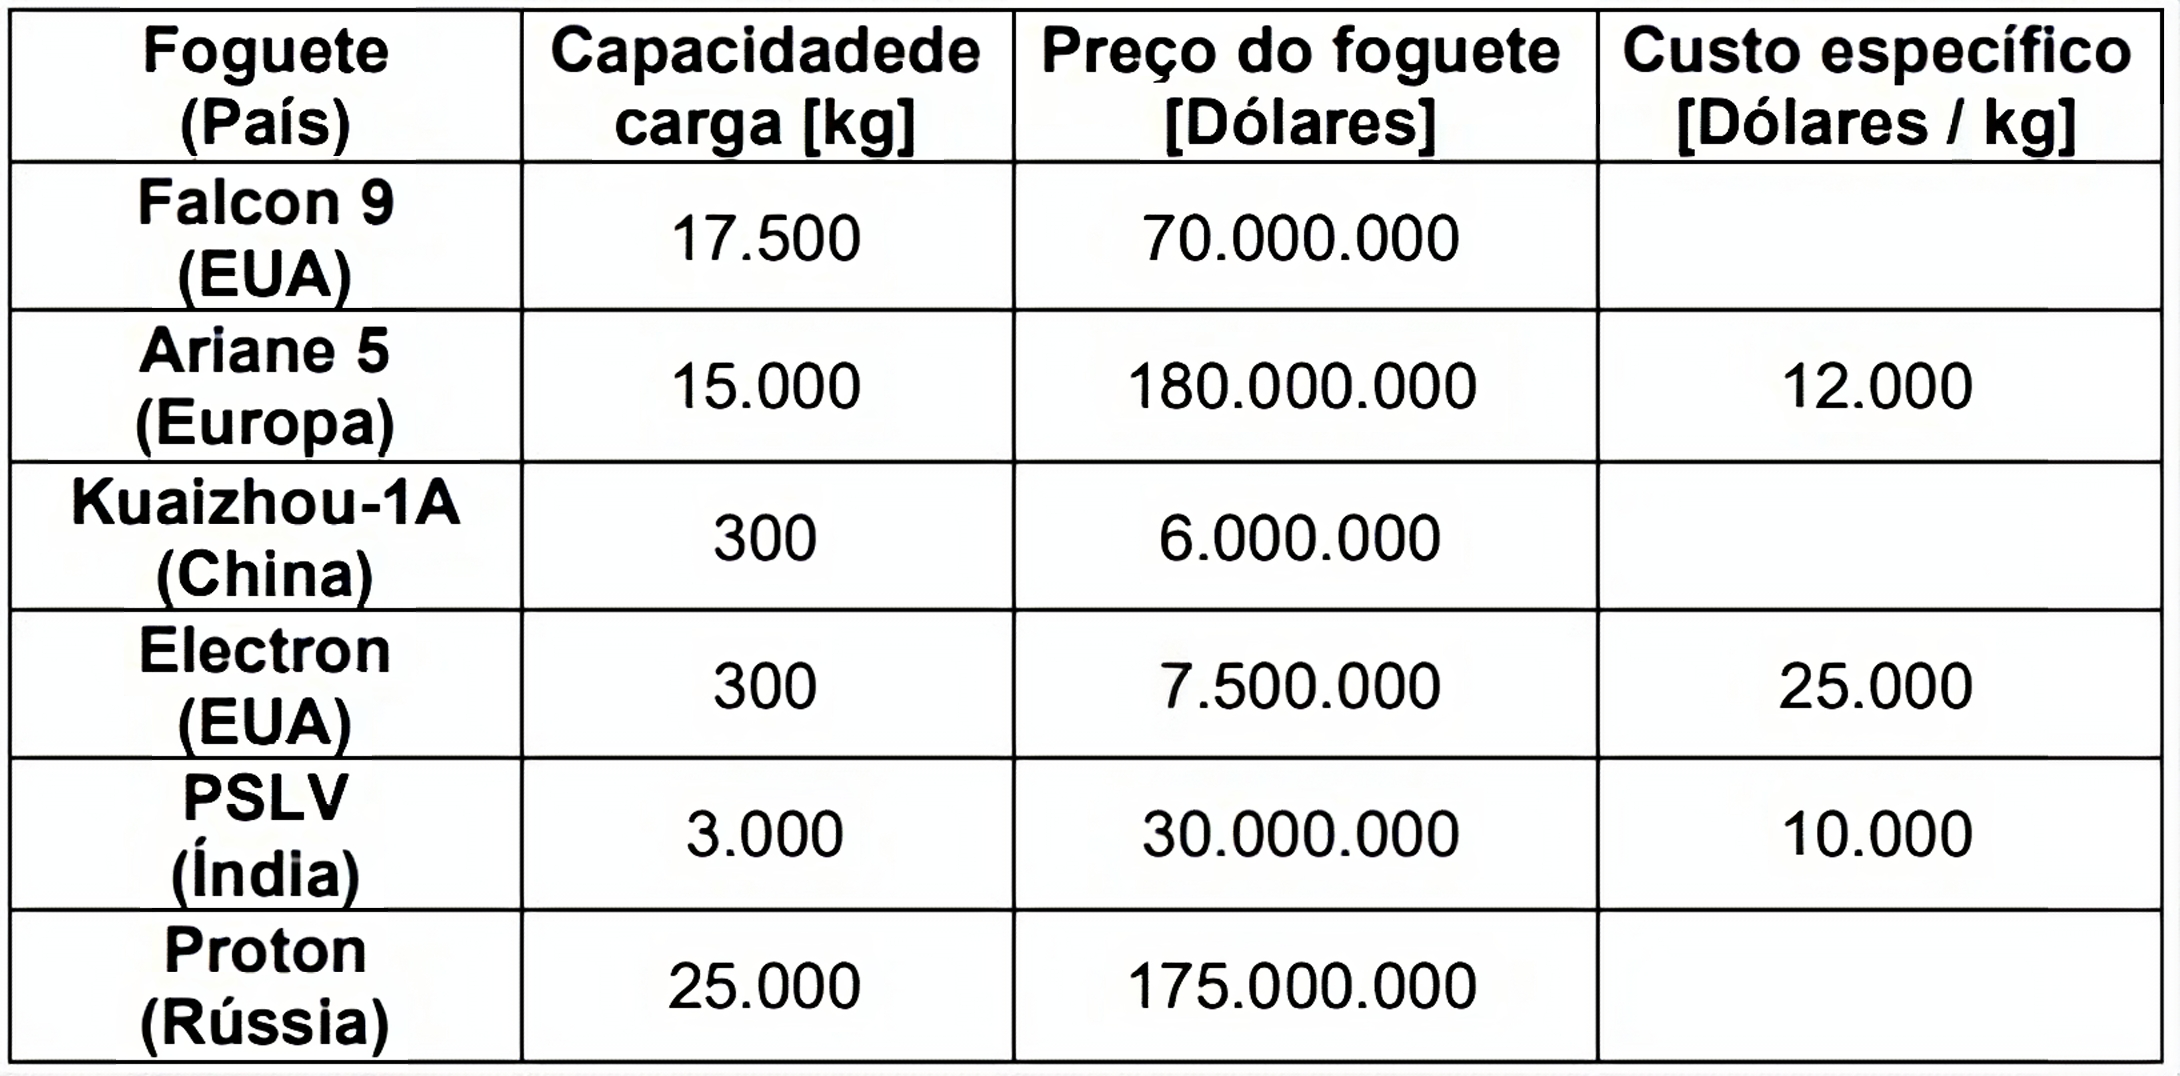 Foguete
(País)
Capacidadede
carga [kg]
Preço do foguete
[Dólares]
Custo específico
[Dólares / kg]
Falcon 9
(EUA)
17.500
70.000.000
Ariane 5
(Europa)
15.000
180.000.000
12.000
Kuaizhou-1A
(China)
300
6.000.000
Electron
(EUA)
300
7.500.000
25.000
PSLV
(Índia)
3.000
30.000.000
10.000
Proton
(Rússia)
25.000
175.000.000